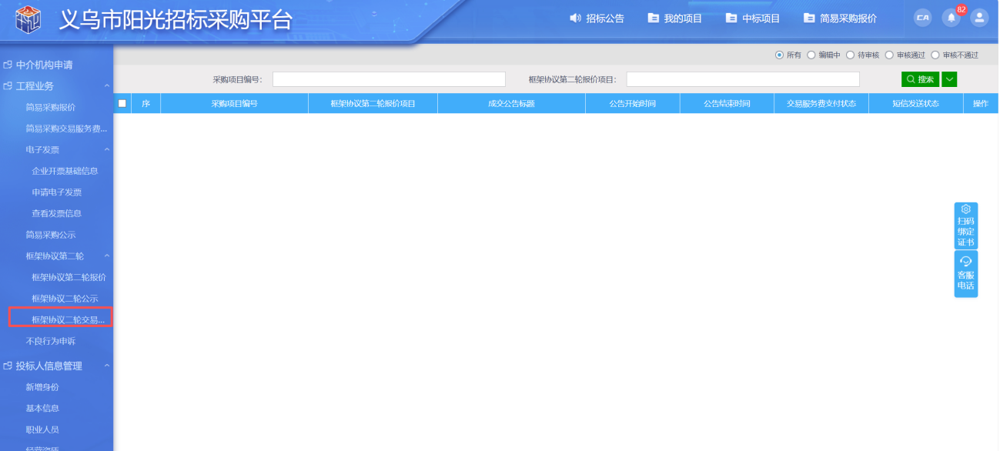 义乌市阳光招标采购平台
招标公告
我的项目
中标项目
简易采购报价
CA
82
中介机构申请
工程业务
简易采购报价
简易采购交易服务费...
电子发票
企业开票基础信息
申请电子发票
查看发票信息
简易采购公示
框架协议第二轮
框架协议第二轮报价
框架协议二轮公示
框架协议二轮交易...
不良行为申诉
投标人信息管理
新增身份
基本信息
职业人员
经营资质
所有
编辑中
待审核
审核通过
审核不通过
采购项目编号:
框架协议第二轮报价项目:
搜索
序
采购项目编号
框架协议第二轮报价项目
成交公告标题
公告开始时间
公告结束时间
交易服务费支付状态
短信发送状态
操作
扫码
绑定
证书
客服
电话